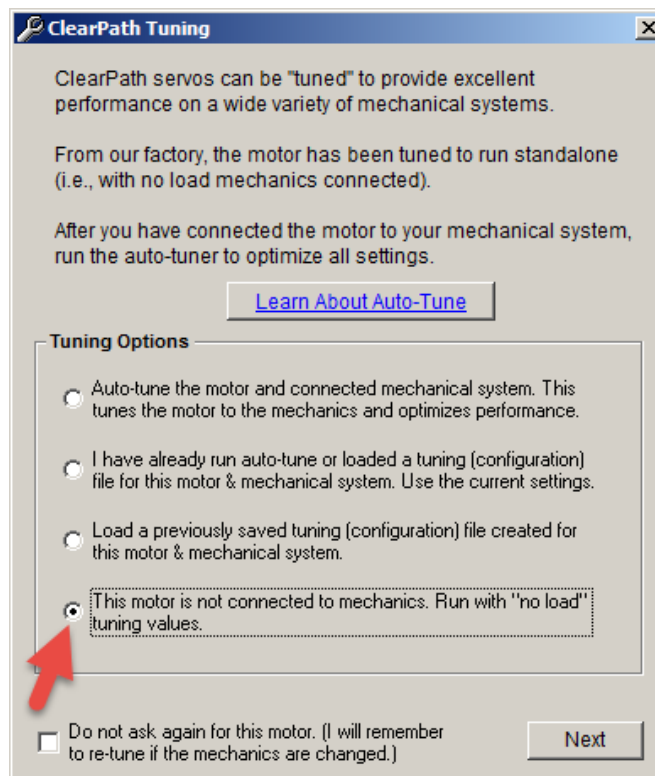 ClearPath Tuning
ClearPath servos can be "tuned" to provide excellent
performance on a wide variety of mechanical systems.
From our factory, the motor has been tuned to run standalone
(i.e., with no load mechanics connected).
After you have connected the motor to your mechanical system,
run the auto-tuner to optimize all settings.
Learn About Auto-Tune
Tuning Options
Auto-tune the motor and connected mechanical system. This
tunes the motor to the mechanics and optimizes performance.
I have already run auto-tune or loaded a tuning (configuration)
file for this motor & mechanical system. Use the current settings.
Load a previously saved tuning (configuration) file created for
this motor & mechanical system.
This motor is not connected to mechanics. Run with "no load"
tuning values.
Do not ask again for this motor. (I will remember
to re-tune if the mechanics are changed.)
Next